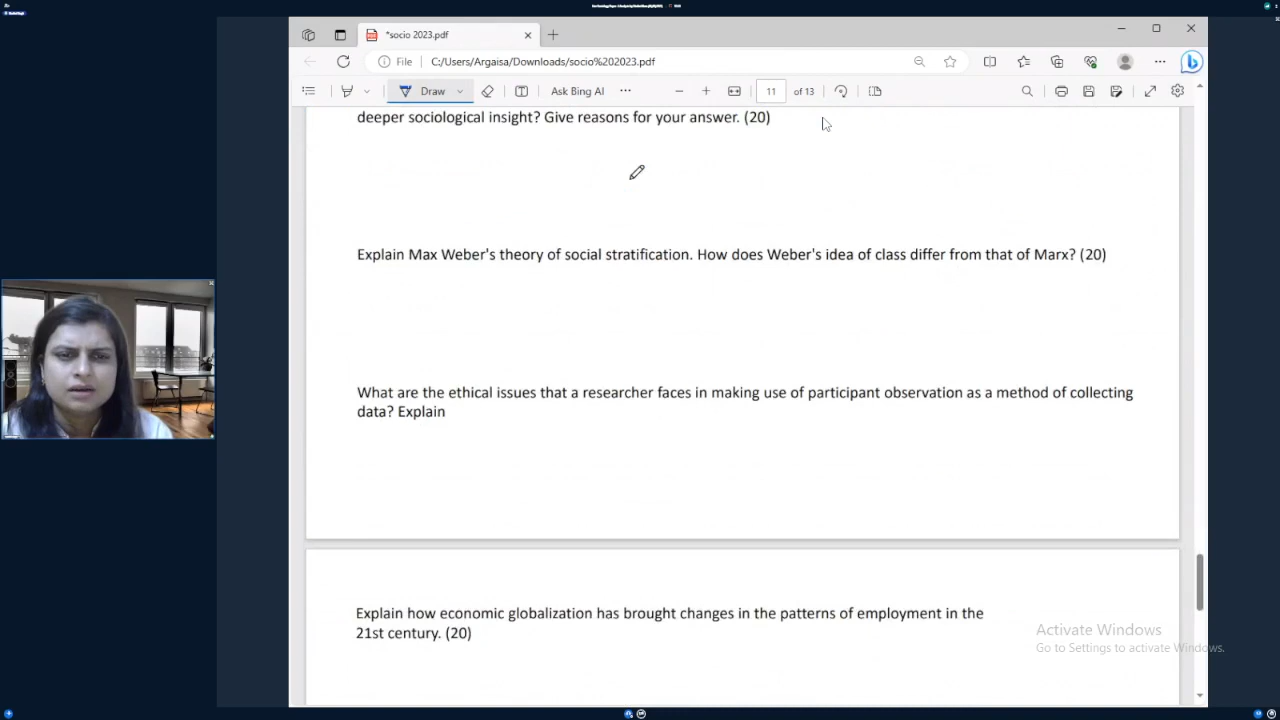 *socio 2023.pdf
File C:/Users/Argaisa/Downloads/socio%202023.pdf
Draw Ask Bing AI 11 of 13
deeper sociological insight? Give reasons for your answer. (20)
Explain Max Weber's theory of social stratification. How does Weber's idea of class differ from that of Marx? (20)
What are the ethical issues that a researcher faces in making use of participant observation as a method of collecting
data? Explain
Explain how economic globalization has brought changes in the patterns of employment in the
21st century. (20)
Activate Windows
Go to Settings to activate Windows.